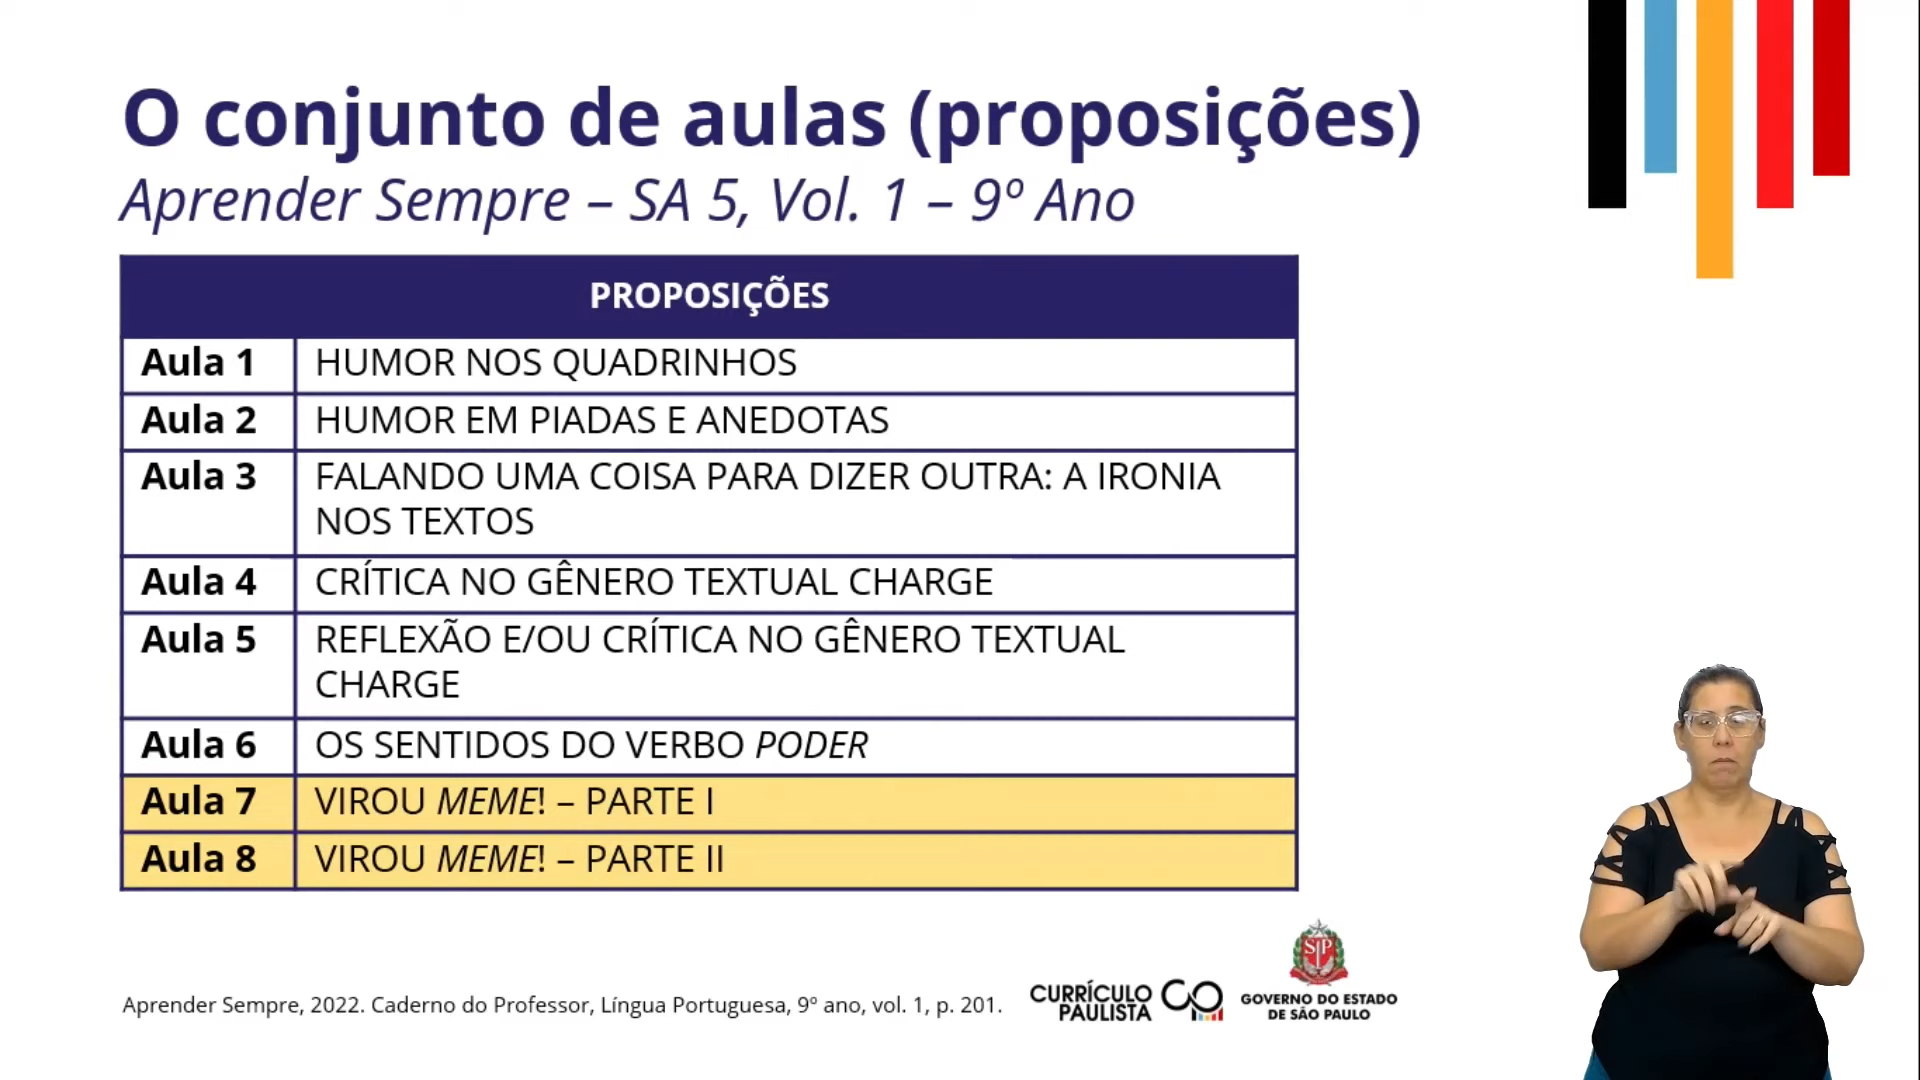 O conjunto de aulas (proposições)
Aprender Sempre – SA 5, Vol. 1 – 9º Ano
PROPOSIÇÕES
Aula 1 HUMOR NOS QUADRINHOS
Aula 2 HUMOR EM PIADAS E ANEDOTAS
Aula 3 FALANDO UMA COISA PARA DIZER OUTRA: A IRONIA
NOS TEXTOS
Aula 4 CRÍTICA NO GÊNERO TEXTUAL CHARGE
Aula 5 REFLEXÃO E/OU CRÍTICA NO GÊNERO TEXTUAL
CHARGE
Aula 6 OS SENTIDOS DO VERBO PODER
Aula 7 VIROU MEME! – PARTE I
Aula 8 VIROU MEME! – PARTE II
Aprender Sempre, 2022. Caderno do Professor, Língua Portuguesa, 9º ano, vol. 1, p. 201.
CURRÍCULO
PAULISTA
SP
GOVERNO DO ESTADO
DE SÃO PAULO